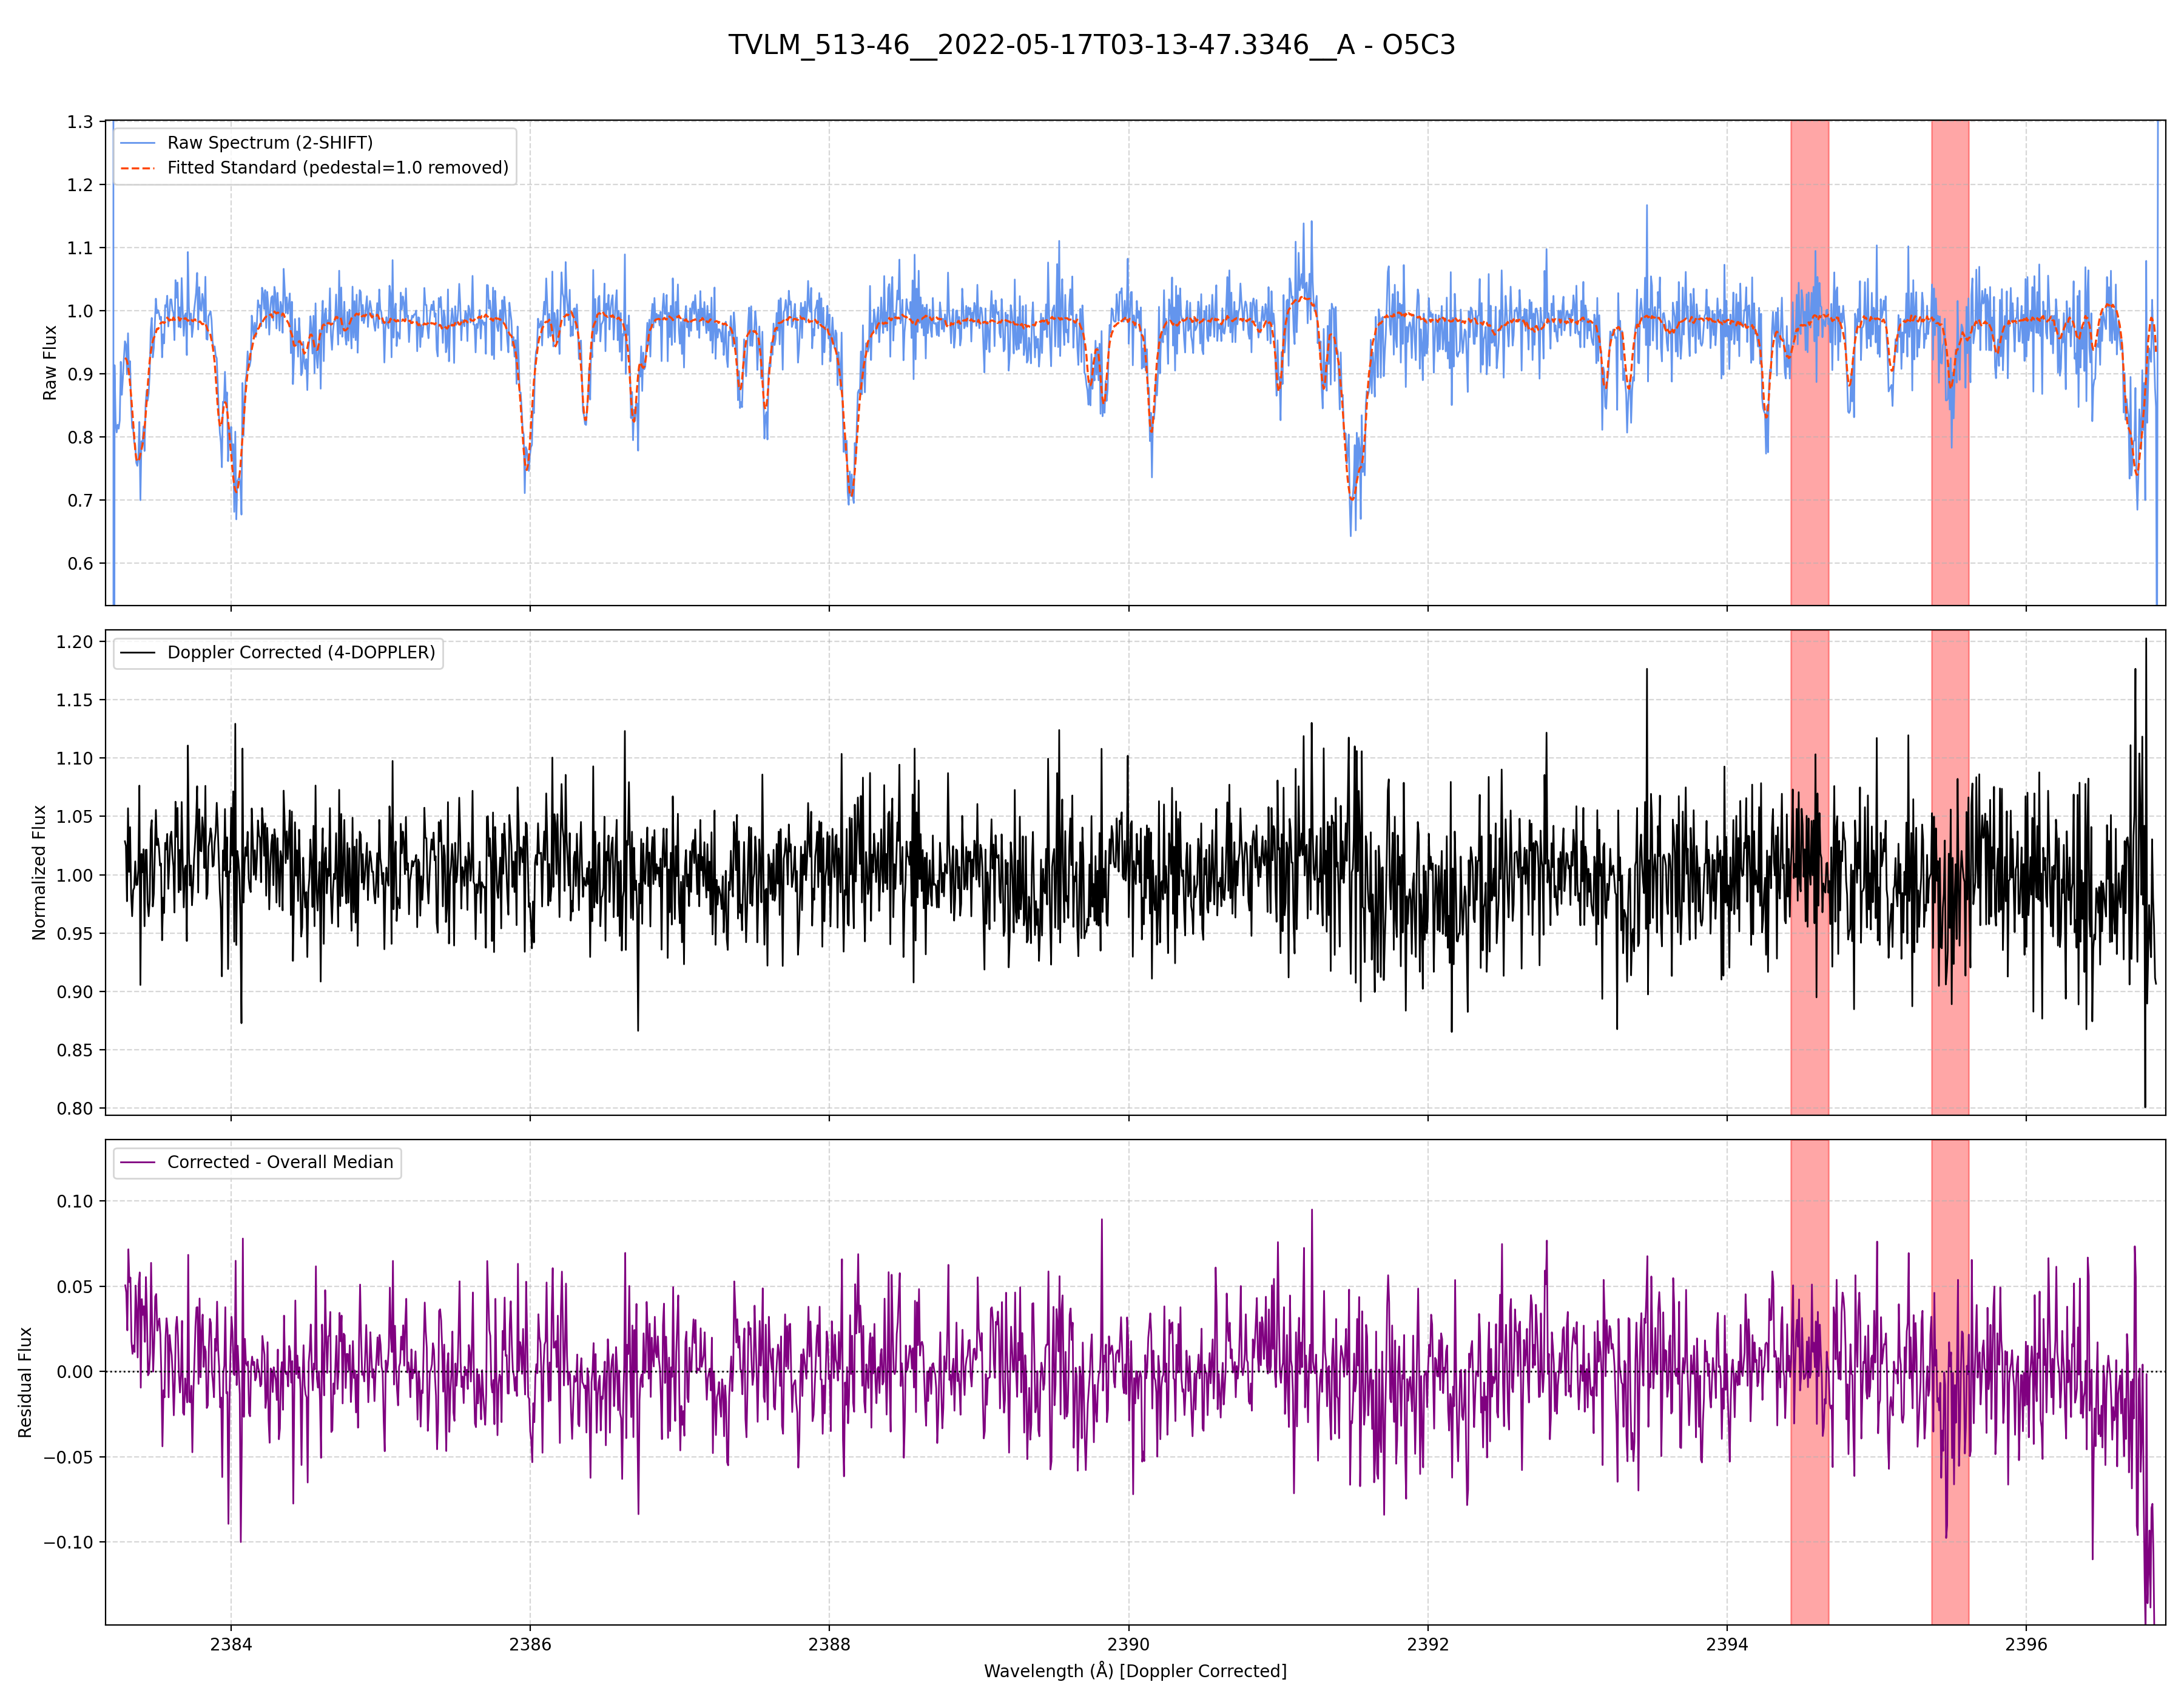 TVLM_513-46__2022-05-17T03-13-47.3346__A - O5C3
Raw Spectrum (2-SHIFT)
Fitted Standard (pedestal=1.0 removed)
1.3
1.2
1.1
1.0
0.9
0.8
0.7
0.6
Raw Flux
Doppler Corrected (4-DOPPLER)
1.20
1.15
1.10
1.05
1.00
0.95
0.90
0.85
0.80
Normalized Flux
Corrected - Overall Median
0.10
0.05
0.00
−0.05
−0.10
Residual Flux
2384 2386 2388 2390 2392 2394 2396
Wavelength (Å) [Doppler Corrected]